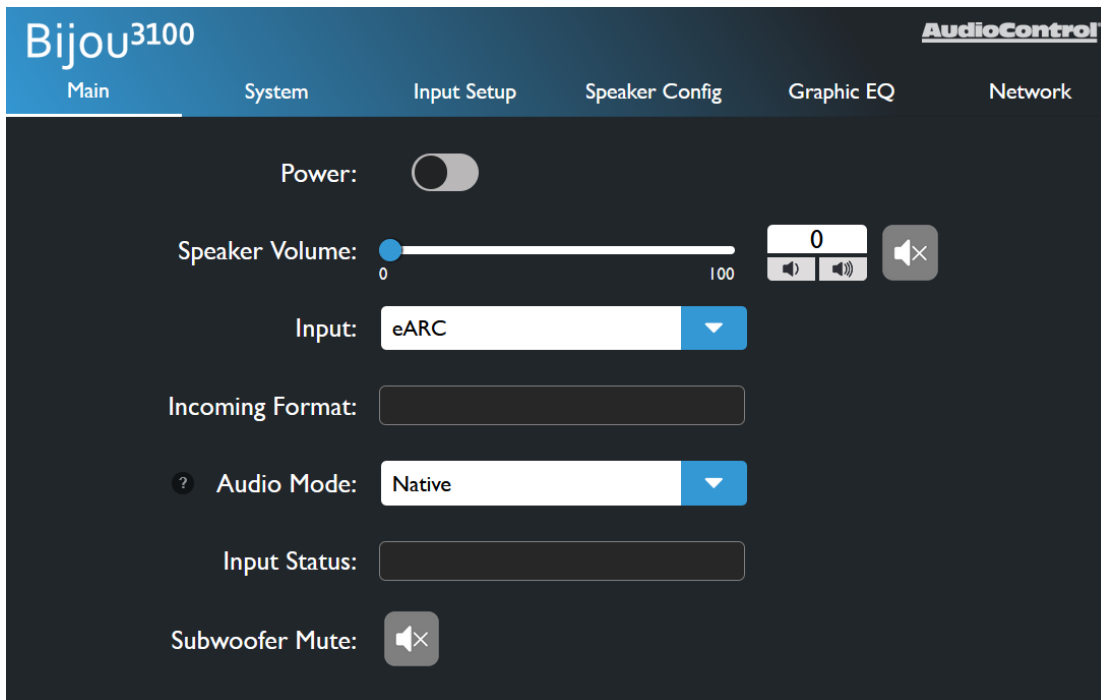 Bijou3100
AudioControl
Main System Input Setup Speaker Config Graphic EQ Network
Power:
Speaker Volume: 0 100 0
Input: eARC
Incoming Format:
? Audio Mode: Native
Input Status:
Subwoofer Mute: